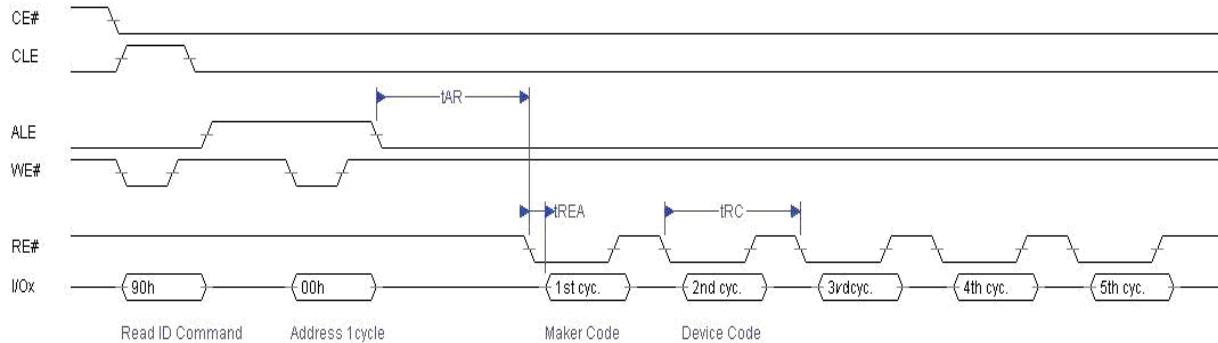 CE#
CLE
tAR
ALE
WE#
tREA
tRC
RE#
I/Ox
90h
00h
1st cyc.
2nd cyc.
3vdcyc.
4th cyc.
5th cyc.
Read ID Command
Address 1cycle
Maker Code
Device Code